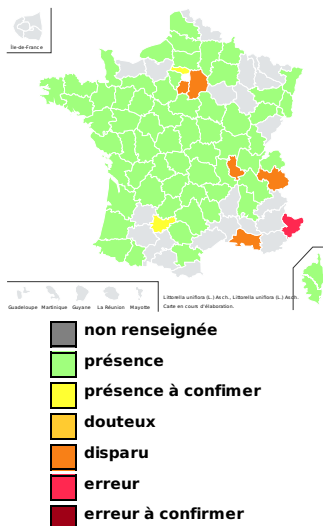 Île-de-France
Guadeloupe Martinique Guyane La Réunion Mayotte
Littorella uniflora (L.) Asch., Littorella uniflora (L.) Asch.
Carte en cours d'élaboration.
non renseignée
présence
présence à confimer
douteux
disparu
erreur
erreur à confirmer